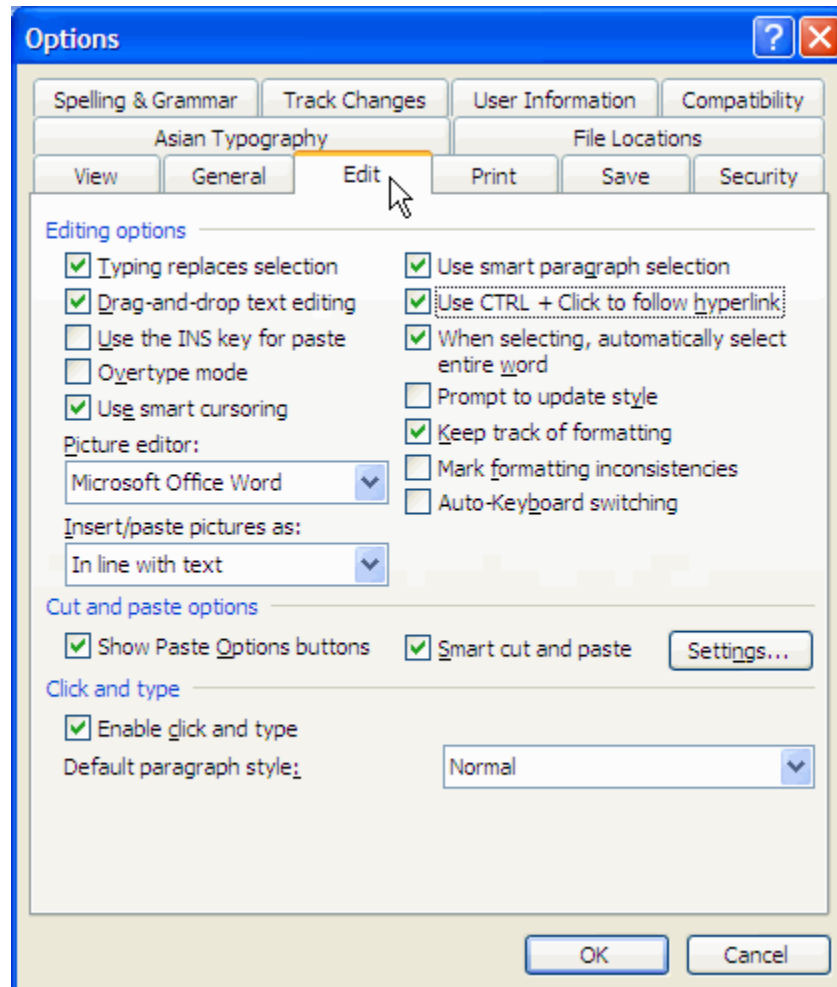 Options
Spelling & Grammar Track Changes User Information Compatibility
Asian Typography File Locations
View General Edit Print Save Security
Editing options
Typing replaces selection
Drag-and-drop text editing
Use the INS key for paste
Overtype mode
Use smart cursoring
Picture editor:
Microsoft Office Word
Insert/paste pictures as:
In line with text
Use smart paragraph selection
Use CTRL + Click to follow hyperlink
When selecting, automatically select
entire word
Prompt to update style
Keep track of formatting
Mark formatting inconsistencies
Auto-Keyboard switching
Cut and paste options
Show Paste Options buttons Smart cut and paste Settings...
Click and type
Enable click and type
Default paragraph style: Normal
OK Cancel